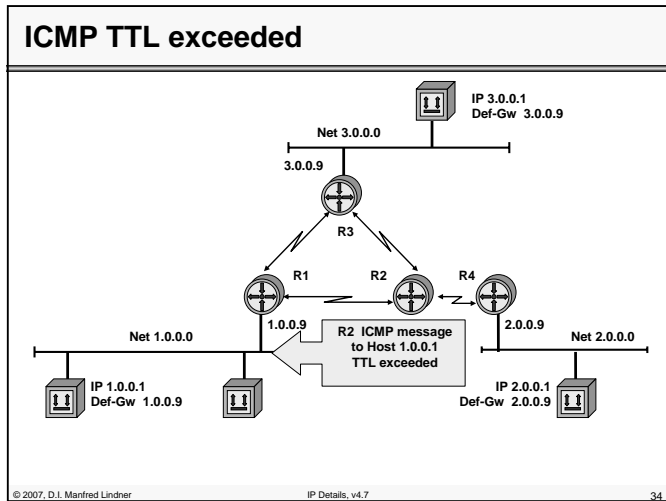 ICMP TTL exceeded
IP 3.0.0.1
Def-Gw 3.0.0.9
Net 3.0.0.0
3.0.0.9
R3
R1
R2
R4
1.0.0.9
2.0.0.9
Net 1.0.0.0
R2 ICMP message
to Host 1.0.0.1
TTL exceeded
Net 2.0.0.0
IP 1.0.0.1
Def-Gw 1.0.0.9
IP 2.0.0.1
Def-Gw 2.0.0.9
© 2007, D.I. Manfred Lindner
IP Details, v4.7
34